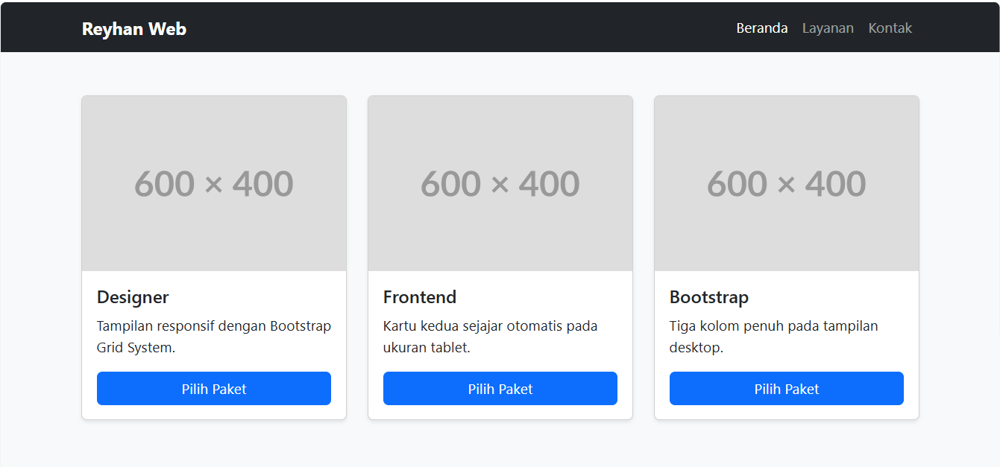 Reyhan Web
Beranda Layanan Kontak
600 × 400
600 × 400
600 × 400
Designer
Tampilan responsif dengan Bootstrap
Grid System.
Pilih Paket
Frontend
Kartu kedua sejajar otomatis pada
ukuran tablet.
Pilih Paket
Bootstrap
Tiga kolom penuh pada tampilan
desktop.
Pilih Paket